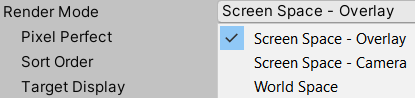 Render Mode Screen Space - Overlay
Pixel Perfect Screen Space - Overlay
Sort Order Screen Space - Camera
Target Display World Space